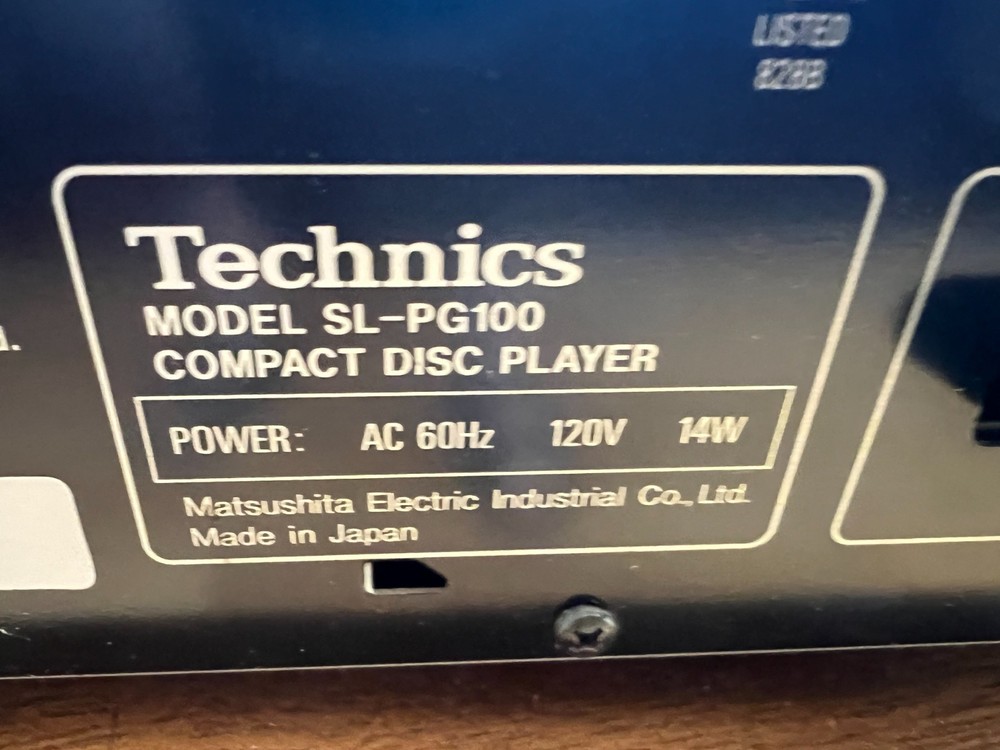 LISTED
828B
Technics
MODEL SL-PG100
COMPACT DISC PLAYER
POWER: AC 60Hz 120V 14W
Matsushita Electric Industrial Co., Ltd.
Made in Japan